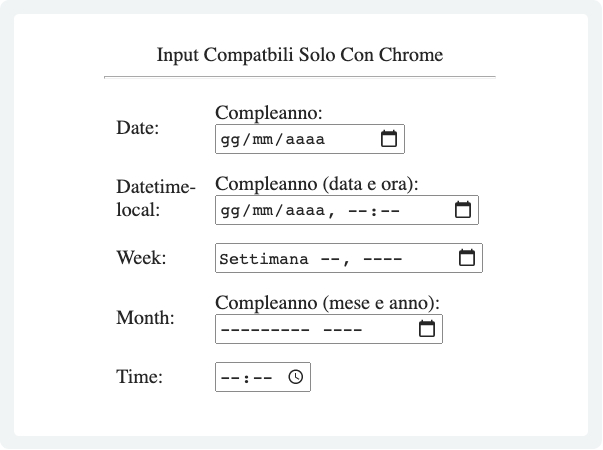 Input Compatbili Solo Con Chrome
Compleanno:
Date:
gg/mm/aaaa
Datetime-
local:
Compleanno (data e ora):
gg/mm/aaaa, --:--
Week:
Settimana --, ----
Compleanno (mese e anno):
Month:
--------- ----
Time:
--:--